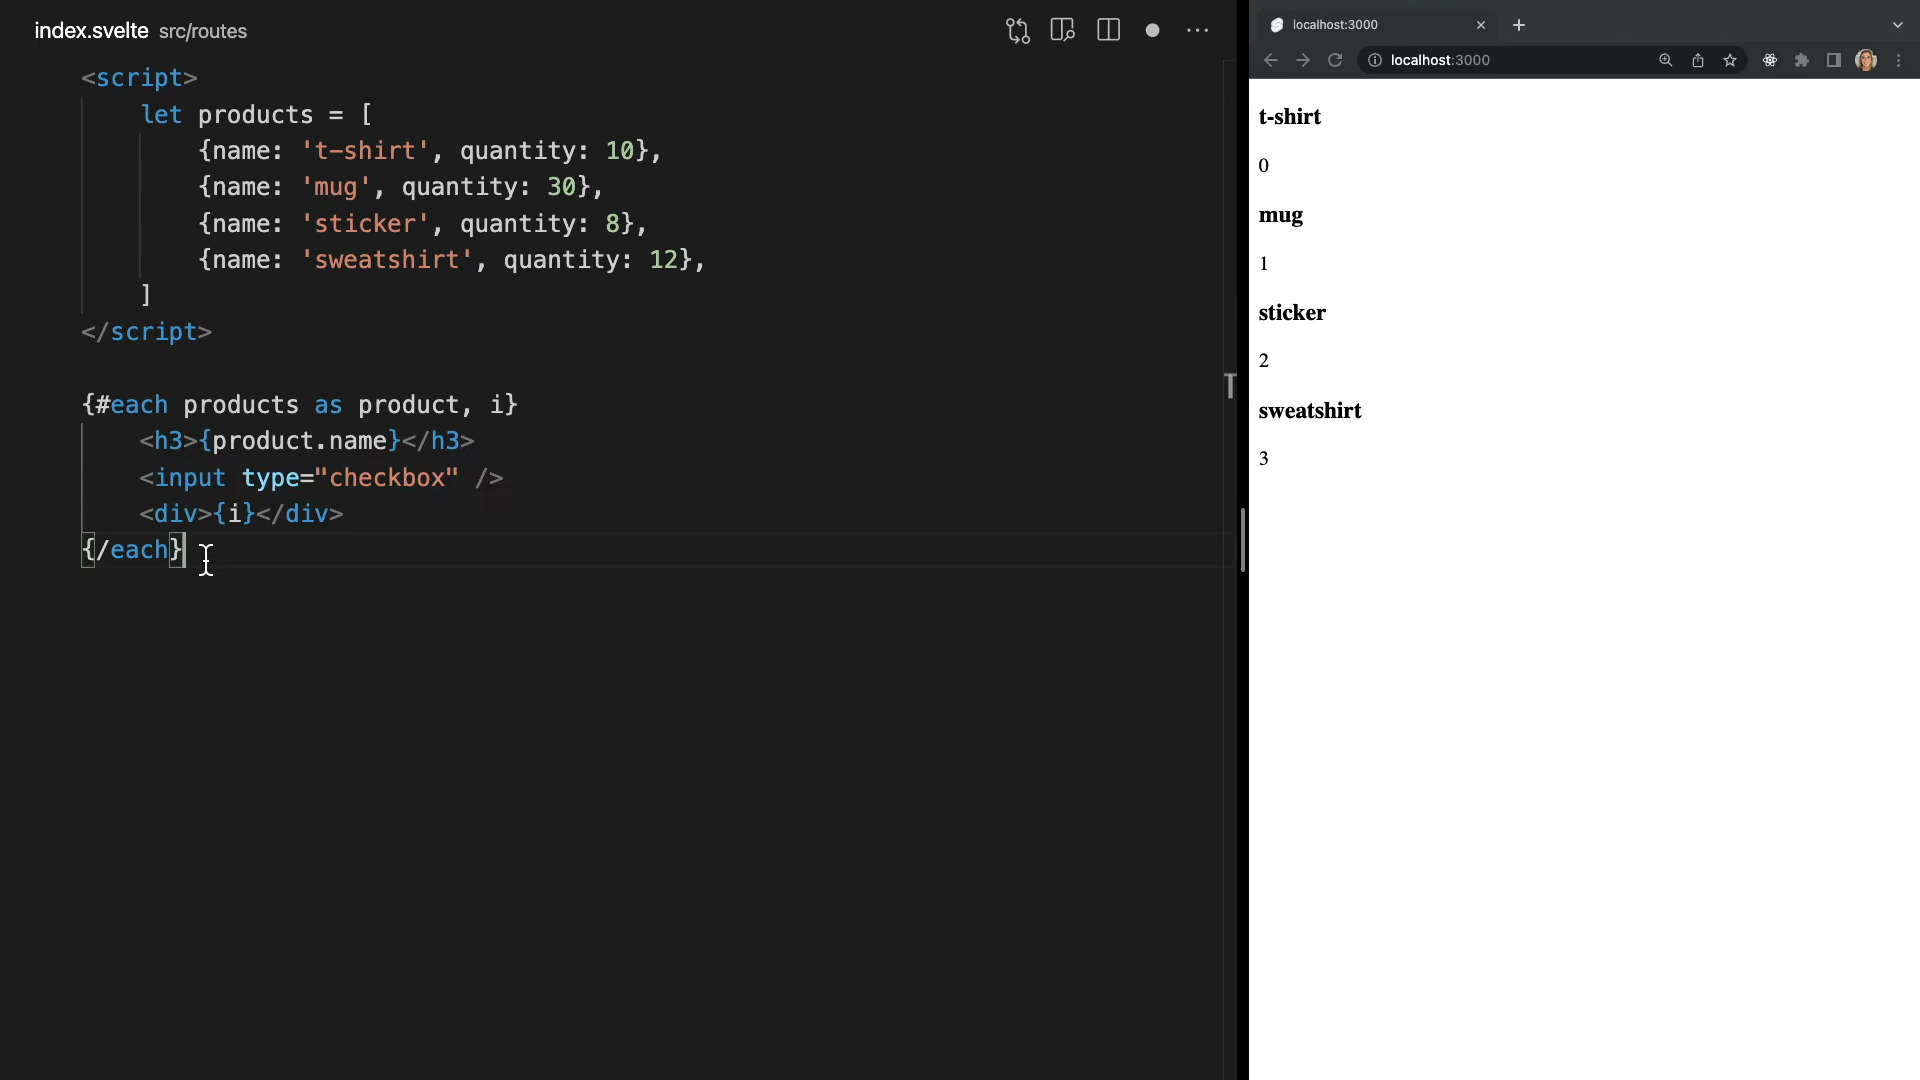 index.svelte src/routes
<script>
let products = [
{name: 't-shirt', quantity: 10},
{name: 'mug', quantity: 30},
{name: 'sticker', quantity: 8},
{name: 'sweatshirt', quantity: 12},
]
</script>
{#each products as product, i}
<h3>{product.name}</h3>
<input type="checkbox" />
<div>{i}</div>
{/each}
localhost:3000
localhost:3000
t-shirt
0
mug
1
sticker
2
sweatshirt
3